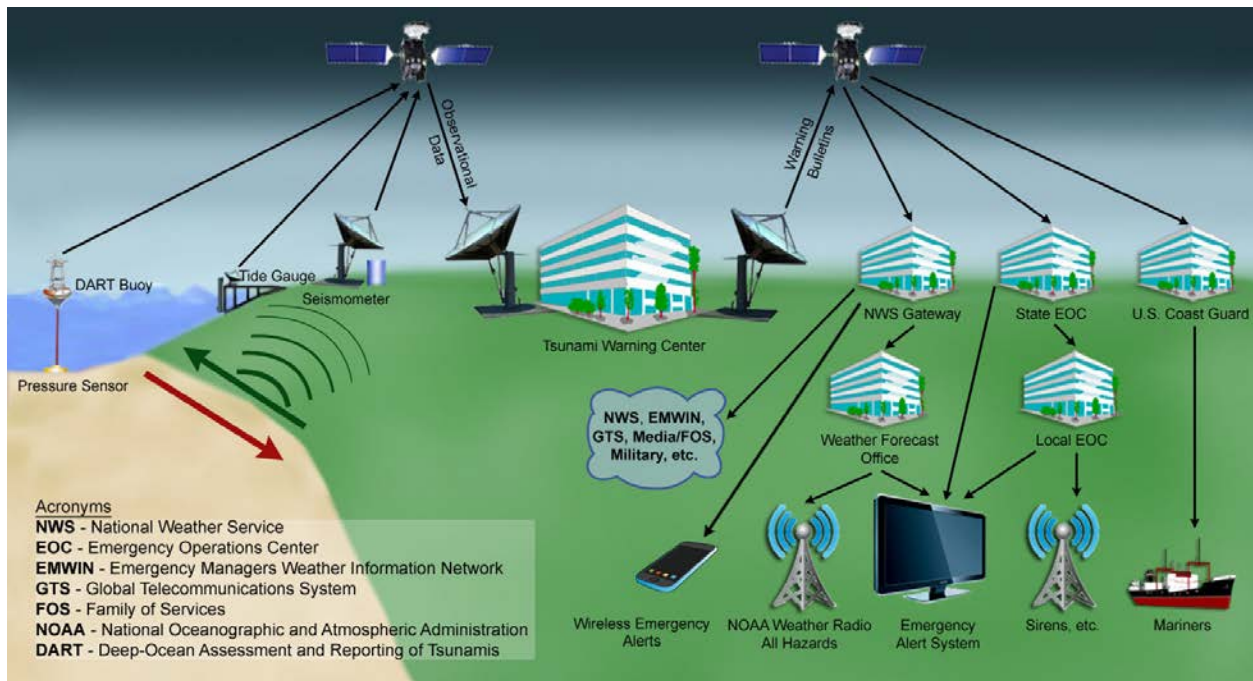 Observational
Data
Warning
Bulletins
DART Buoy
Tide Gauge
Seismometer
Pressure Sensor
Tsunami Warning Center
NWS Gateway
State EOC
U.S. Coast Guard
NWS, EMWIN,
GTS, Media/FOS,
Military, etc.
Weather Forecast
Office
Local EOC
Wireless Emergency
Alerts
NOAA Weather Radio
All Hazards
Emergency
Alert System
Sirens, etc.
Mariners
Acronyms
NWS - National Weather Service
EOC - Emergency Operations Center
EMWIN - Emergency Managers Weather Information Network
GTS - Global Telecommunications System
FOS - Family of Services
NOAA - National Oceanographic and Atmospheric Administration
DART - Deep-Ocean Assessment and Reporting of Tsunamis